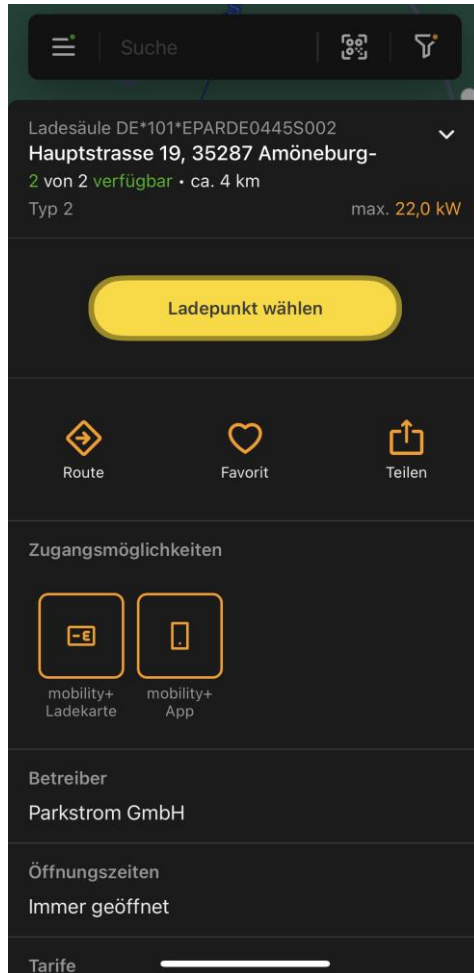 Suche
Ladesäule DE*101*EPARDE0445S002
Hauptstrasse 19, 35287 Amöneburg-
2 von 2 verfügbar • ca. 4 km
Typ 2 max. 22,0 kW
Ladepunkt wählen
Route Favorit Teilen
Zugangsmöglichkeiten
mobility+ mobility+
Ladekarte App
Betreiber
Parkstrom GmbH
Öffnungszeiten
Immer geöffnet
Tarife